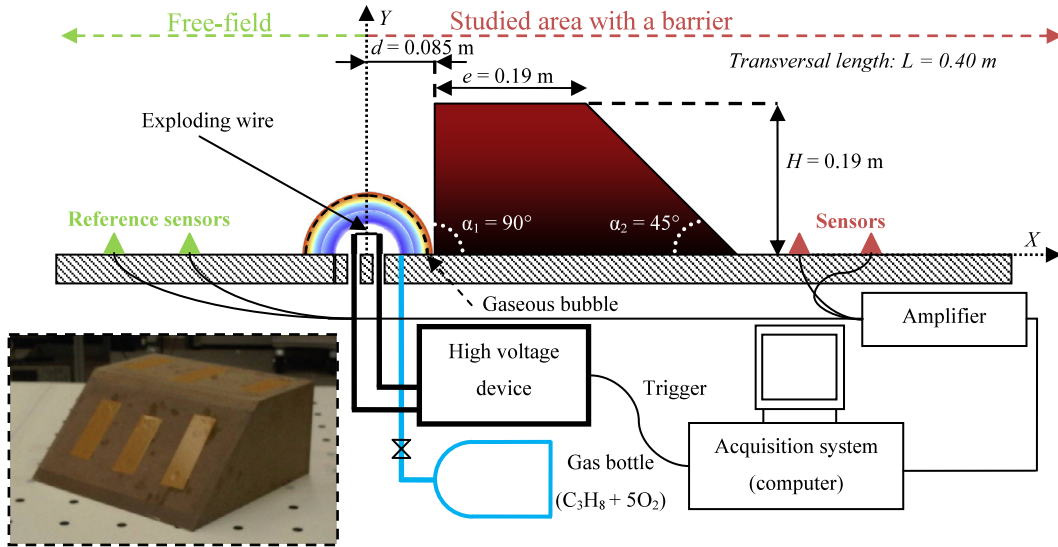 Free-field
Y
Studied area with a barrier
d = 0.085 m
Transversal length: L = 0.40 m
e = 0.19 m
Exploding wire
H = 0.19 m
Reference sensors
α₁ = 90°
α₂ = 45°
Sensors
X
Gaseous bubble
Amplifier
High voltage
device
Trigger
Acquisition system
(computer)
Gas bottle
(C₃H₈ + 5O₂)